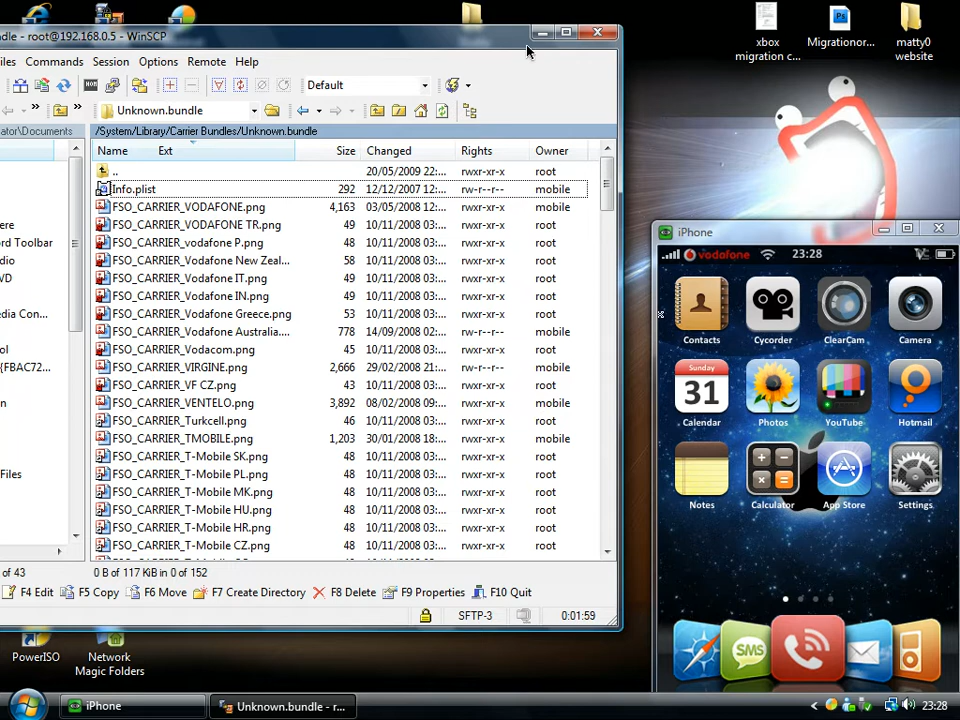 dle - root@192.168.0.5 - WinSCP
iles Commands Session Options Remote Help
Default
Unknown.bundle
ator\Documents
/System/Library/Carrier Bundles/Unknown.bundle
Name Ext Size Changed Rights Owner
.. 20/05/2009 22:... rwxr-xr-x root
Info.plist 292 12/12/2007 12:... rw-r--r-- mobile
FSO_CARRIER_VODAFONE.png 4,163 03/05/2008 12:... rwxr-xr-x mobile
FSO_CARRIER_VODAFONE TR.png 49 10/11/2008 03:... rwxr-xr-x root
FSO_CARRIER_vodafone P.png 49 10/11/2008 03:... rwxr-xr-x root
FSO_CARRIER_Vodafone New Zeal... 58 10/11/2008 03:... rwxr-xr-x root
FSO_CARRIER_Vodafone IT.png 49 10/11/2008 03:... rwxr-xr-x root
FSO_CARRIER_Vodafone IN.png 49 10/11/2008 03:... rwxr-xr-x root
FSO_CARRIER_Vodafone Greece.png 53 10/11/2008 03:... rwxr-xr-x root
FSO_CARRIER_Vodafone Australia.... 778 14/09/2008 02:... rw-r--r-- mobile
FSO_CARRIER_Vodacom.png 45 10/11/2008 03:... rwxr-xr-x root
FSO_CARRIER_VIRGINE.png 2,666 29/02/2008 21:... rw-r--r-- mobile
FSO_CARRIER_VF CZ.png 43 10/11/2008 03:... rwxr-xr-x root
FSO_CARRIER_VENTELO.png 3,892 08/02/2008 09:... rwxr-xr-x mobile
FSO_CARRIER_Turkcell.png 46 10/11/2008 03:... rwxr-xr-x root
FSO_CARRIER_TMOBILE.png 1,203 30/01/2008 18:... rwxr-xr-x mobile
FSO_CARRIER_T-Mobile SK.png 48 10/11/2008 03:... rwxr-xr-x root
FSO_CARRIER_T-Mobile PL.png 48 10/11/2008 03:... rwxr-xr-x root
FSO_CARRIER_T-Mobile MK.png 48 10/11/2008 03:... rwxr-xr-x root
FSO_CARRIER_T-Mobile HU.png 48 10/11/2008 03:... rwxr-xr-x root
FSO_CARRIER_T-Mobile HR.png 48 10/11/2008 03:... rwxr-xr-x root
FSO_CARRIER_T-Mobile CZ.png 48 10/11/2008 03:... rwxr-xr-x root
ere
ord Toolbar
VD
edia Con...
ol
{FBAC72...
n
Files
of 43
0 B of 117 KiB in 0 of 152
F4 Edit F5 Copy F6 Move F7 Create Directory F8 Delete F9 Properties F10 Quit
SFTP-3 0:01:59
xbox
migration c...
Migrationor...
matty0
website
iPhone
vodafone 23:28
Contacts Cycorder ClearCam Camera
Sunday
31
Calendar Photos YouTube Hotmail
Notes Calculator App Store Settings
SMS
PowerISO
Network
Magic Folders
iPhone
Unknown.bundle - r...
23:28